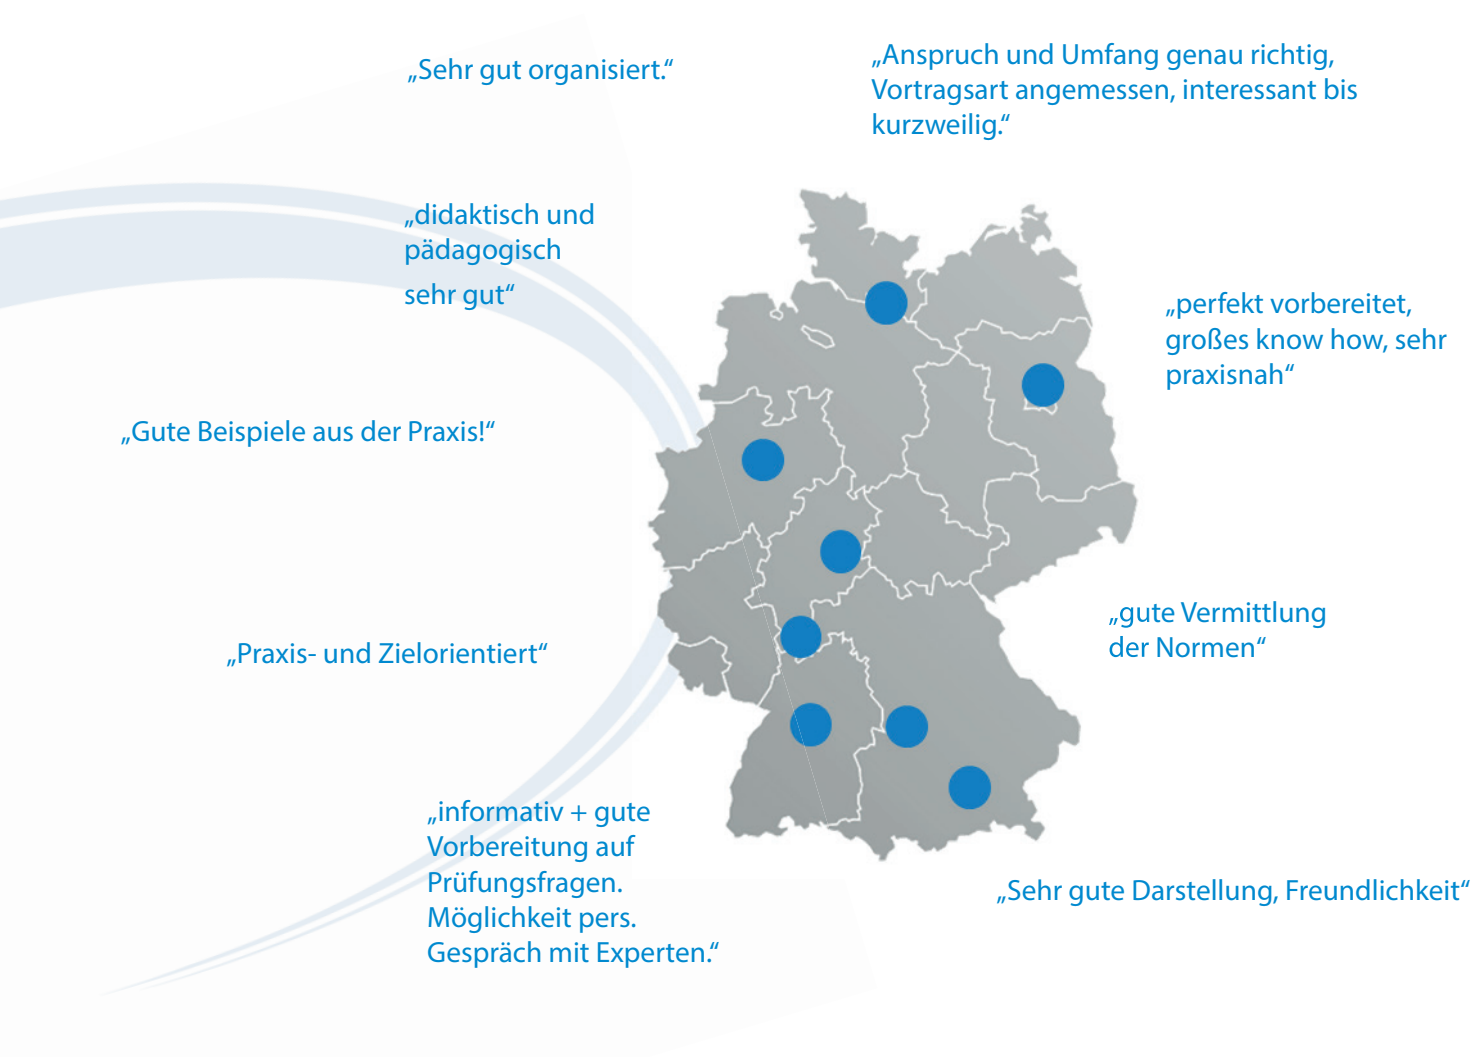 „Sehr gut organisiert.“
„Anspruch und Umfang genau richtig,
Vortragsart angemessen, interessant bis
kurzweilig.“
„didaktisch und
pädagogisch
sehr gut“
„perfekt vorbereitet,
großes know how, sehr
praxisnah“
„Gute Beispiele aus der Praxis!“
„gute Vermittlung
der Normen“
„Praxis- und Zielorientiert“
„informativ + gute
Vorbereitung auf
Prüfungsfragen.
Möglichkeit pers.
Gespräch mit Experten.“
„Sehr gute Darstellung, Freundlichkeit“